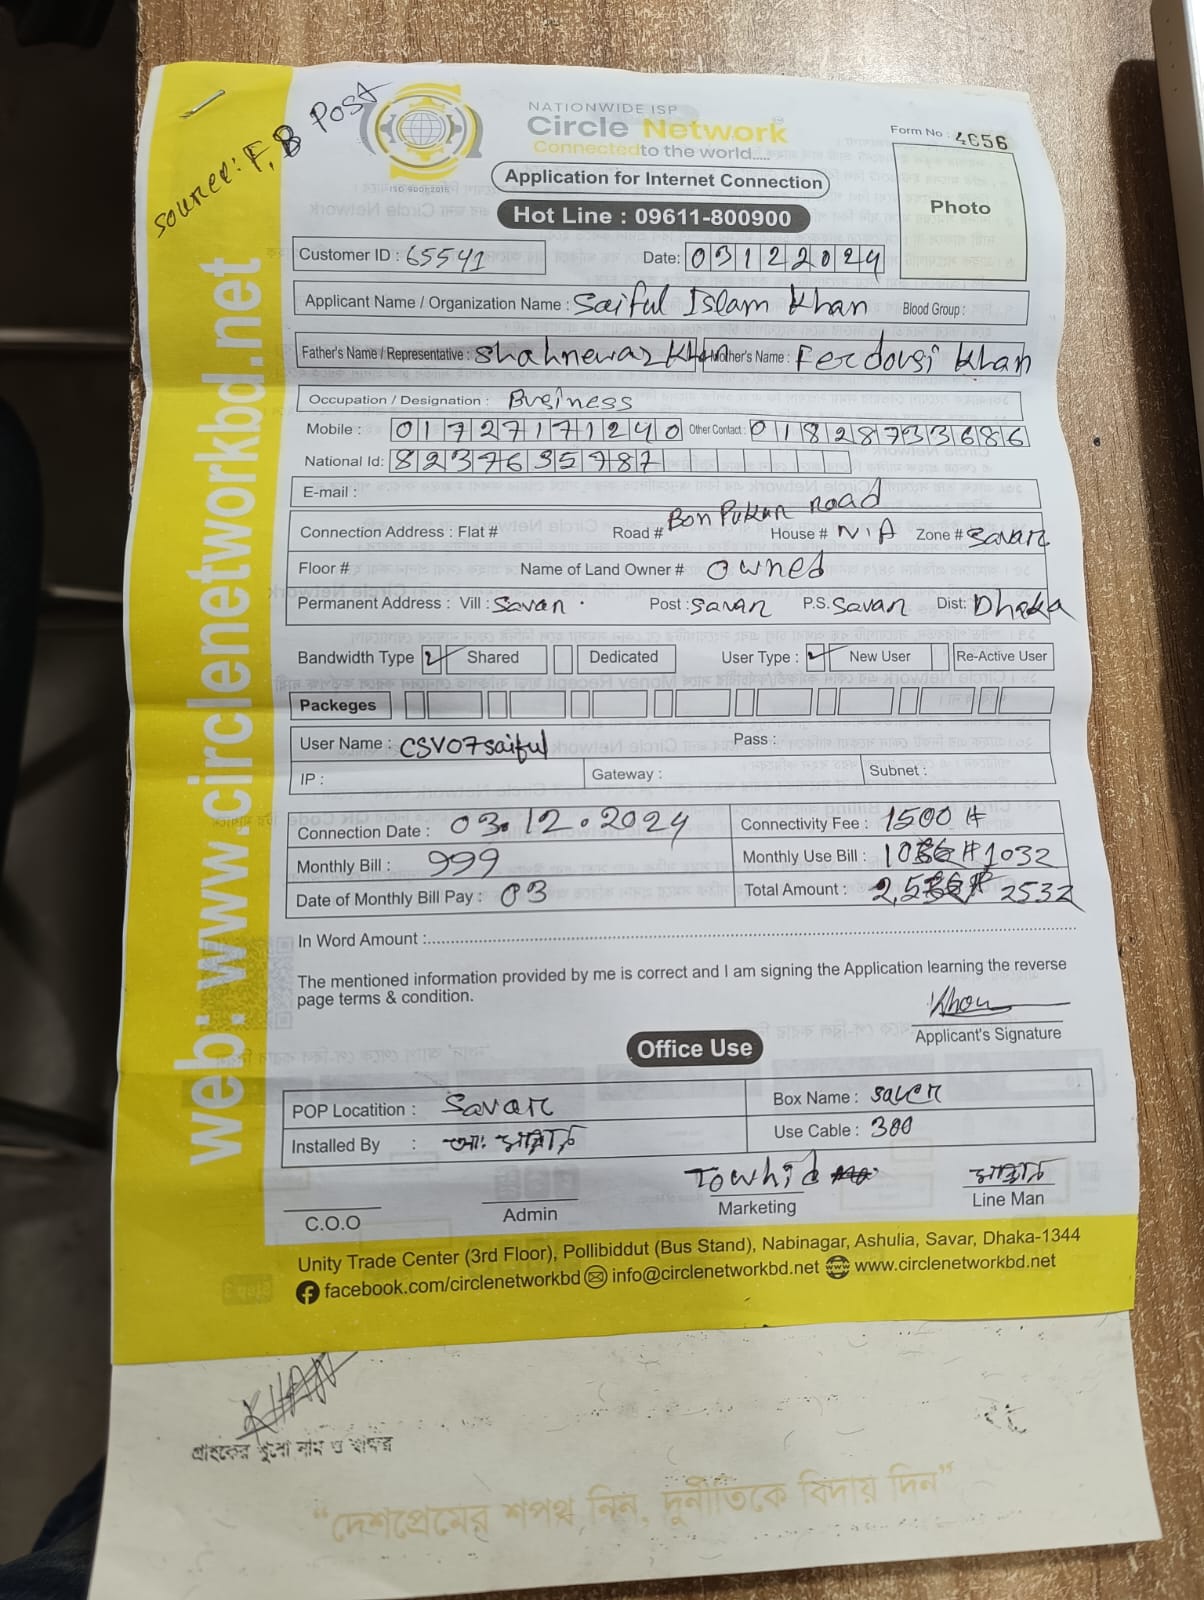 Source: F,B Post
NATIONWIDE ISP
Circle Network
Connected to the world.....
ISO 9001:2015
Form No : 4656
Application for Internet Connection
Photo
Hot Line : 09611-800900
Customer ID : 65541
Date: 03122024
Applicant Name / Organization Name : Saiful Islam Khan Blood Group :
Father's Name / Representative : Shahnewaz Khan Mother's Name : Ferdousi Khan
Occupation / Designation : Business
Mobile : 01727171240 Other Contact : 01828733686
National Id: 8237635787
E-mail :
Connection Address : Flat # Road # Bon Pukur Road House # N/A Zone # Savar
Floor # Name of Land Owner # Owned
Permanent Address : Vill : Savar Post : Savar P.S. Savar Dist: Dhaka
Bandwidth Type Shared Dedicated User Type : New User Re-Active User
Packeges
User Name : CSV07saiful Pass :
IP : Gateway : Subnet :
Connection Date : 03.12.2024 Connectivity Fee : 1500 #
Monthly Bill : 999 Monthly Use Bill : 1032
Date of Monthly Bill Pay : 03 Total Amount : 2532
In Word Amount :
The mentioned information provided by me is correct and I am signing the Application learning the reverse
page terms & condition.
Khan
Applicant's Signature
Office Use
POP Locatition : Savar Box Name : Saver
Installed By : Use Cable : 300
Towhid
C.O.O Admin Marketing Line Man
Unity Trade Center (3rd Floor), Pollibiddut (Bus Stand), Nabinagar, Ashulia, Savar, Dhaka-1344
facebook.com/circlenetworkbd info@circlenetworkbd.net www.circlenetworkbd.net
web: www.circlenetworkbd.net
KHAN
"দেশপ্রেমের শপথ নিন, দুর্নীতিকে বিদায় দিন"